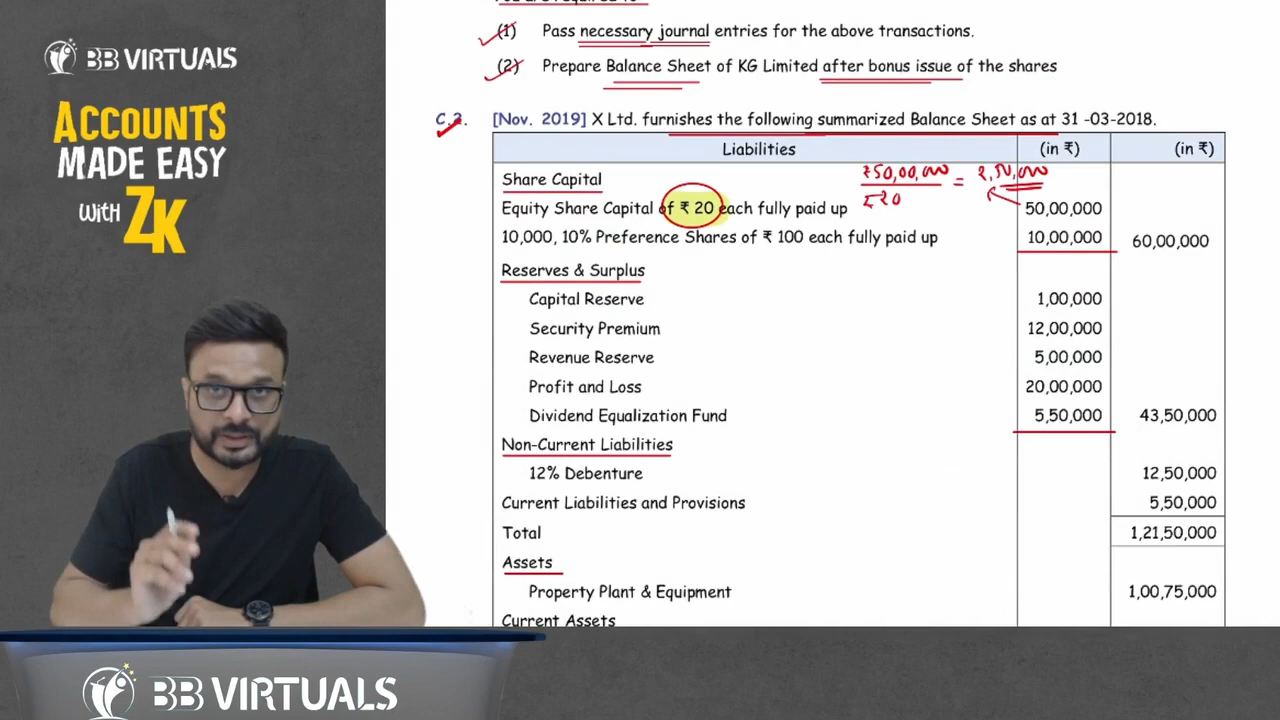 BB VIRTUALS
ACCOUNTS
MADE EASY
with ZK
(1) Pass necessary journal entries for the above transactions.
(2) Prepare Balance Sheet of KG Limited after bonus issue of the shares
[Nov. 2019] X Ltd. furnishes the following summarized Balance Sheet as at 31 -03-2018.
Liabilities (in ₹) (in ₹)
Share Capital ₹50,00,000 / ₹20 = 2,50,000
Equity Share Capital of ₹ 20 each fully paid up 50,00,000
10,000, 10% Preference Shares of ₹ 100 each fully paid up 10,00,000 60,00,000
Reserves & Surplus
Capital Reserve 1,00,000
Security Premium 12,00,000
Revenue Reserve 5,00,000
Profit and Loss 20,00,000
Dividend Equalization Fund 5,50,000 43,50,000
Non-Current Liabilities
12% Debenture 12,50,000
Current Liabilities and Provisions 5,50,000
Total 1,21,50,000
Assets
Property Plant & Equipment 1,00,75,000
Current Assets
BB VIRTUALS